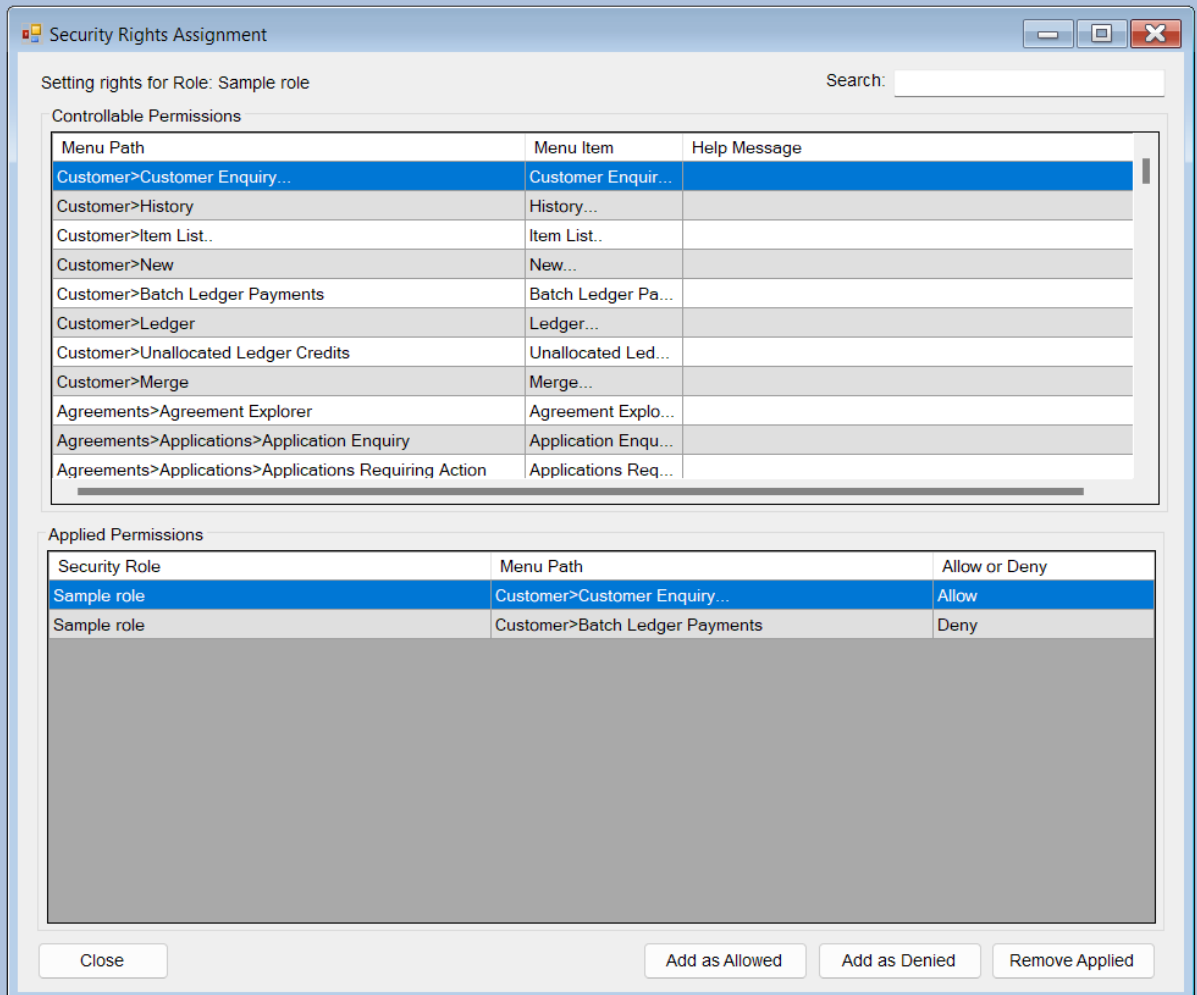 Security Rights Assignment
Setting rights for Role: Sample role Search:
Controllable Permissions
Menu Path Menu Item Help Message
Customer>Customer Enquiry... Customer Enquir...
Customer>History History...
Customer>Item List.. Item List..
Customer>New New...
Customer>Batch Ledger Payments Batch Ledger Pa...
Customer>Ledger Ledger...
Customer>Unallocated Ledger Credits Unallocated Led...
Customer>Merge Merge...
Agreements>Agreement Explorer Agreement Explo...
Agreements>Applications>Application Enquiry Application Enqu...
Agreements>Applications>Applications Requiring Action Applications Req...
Applied Permissions
Security Role Menu Path Allow or Deny
Sample role Customer>Customer Enquiry... Allow
Sample role Customer>Batch Ledger Payments Deny
Close Add as Allowed Add as Denied Remove Applied